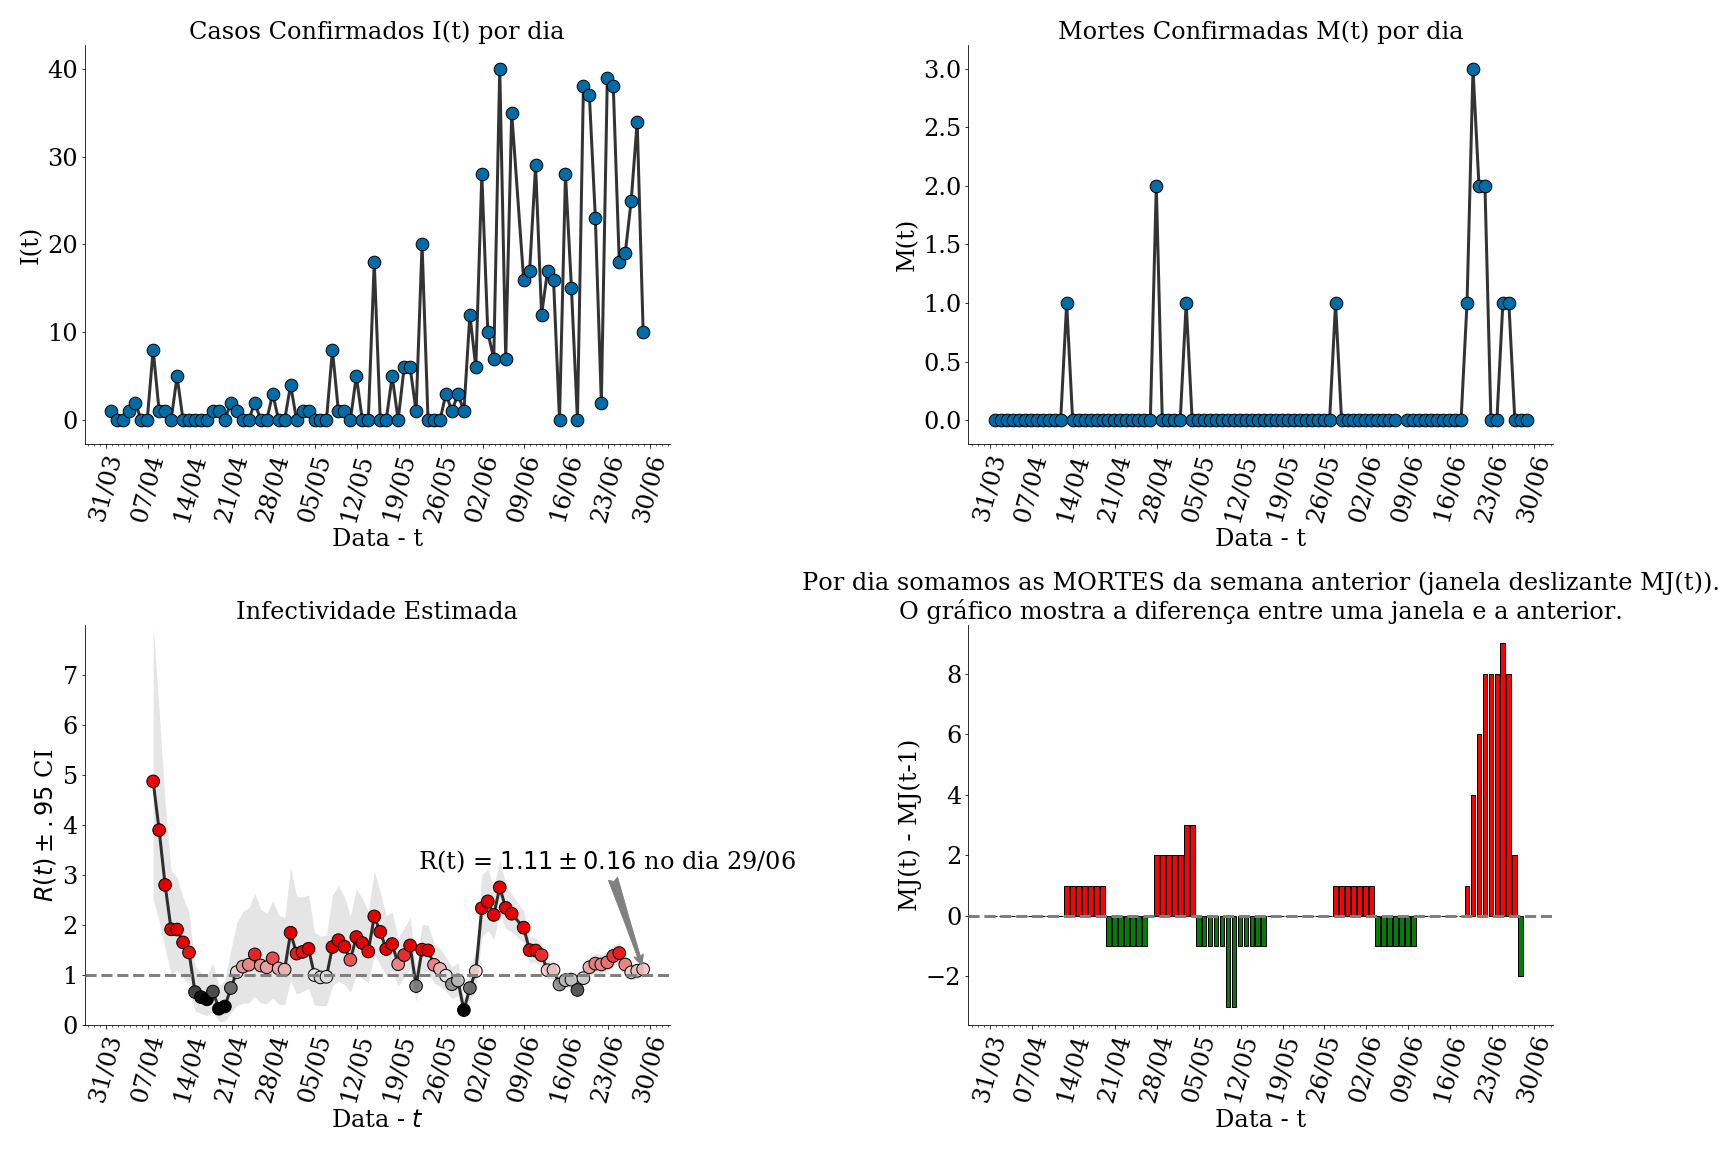 Casos Confirmados I(t) por dia
40
30
20
10
0
I(t)
31/03 07/04 14/04 21/04 28/04 05/05 12/05 19/05 26/05 02/06 09/06 16/06 23/06 30/06
Data - t
Mortes Confirmadas M(t) por dia
3.0
2.5
2.0
1.5
1.0
0.5
0.0
M(t)
31/03 07/04 14/04 21/04 28/04 05/05 12/05 19/05 26/05 02/06 09/06 16/06 23/06 30/06
Data - t
Infectividade Estimada
7
6
5
4
3
2
1
0
R(t) ± .95 CI
R(t) = 1.11 ± 0.16 no dia 29/06
31/03 07/04 14/04 21/04 28/04 05/05 12/05 19/05 26/05 02/06 09/06 16/06 23/06 30/06
Data - t
Por dia somamos as MORTES da semana anterior (janela deslizante MJ(t)).
O gráfico mostra a diferença entre uma janela e a anterior.
8
6
4
2
0
−2
MJ(t) - MJ(t-1)
31/03 07/04 14/04 21/04 28/04 05/05 12/05 19/05 26/05 02/06 09/06 16/06 23/06 30/06
Data - t